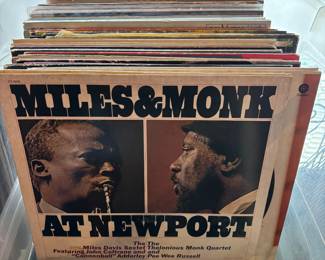 MILES&MONK
AT NEWPORT
The The
Miles Davis Sextet Thelonious Monk Quartet
Featuring John Coltrane and and
"Cannonball" Adderley Pee Wee Russell